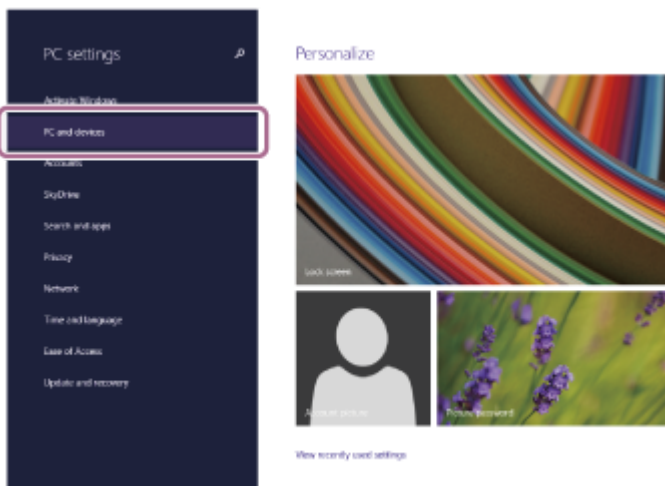 PC settings
Activate Windows
PC and devices
Accounts
SkyDrive
Search and apps
Privacy
Network
Time and language
Ease of Access
Update and recovery
Personalize
Lock screen
Account picture
Picture password
View recently used settings